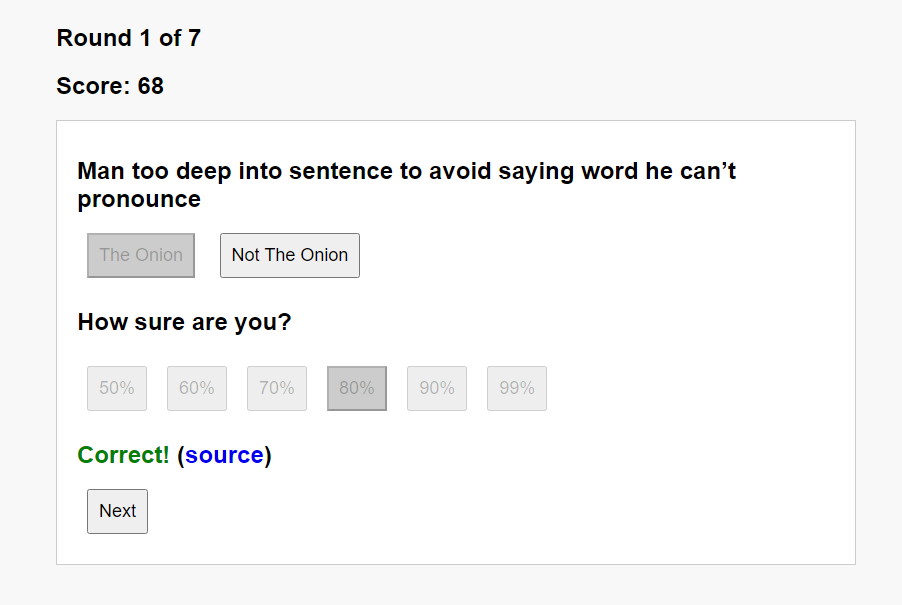 Round 1 of 7
Score: 68
Man too deep into sentence to avoid saying word he can’t
pronounce
The Onion Not The Onion
How sure are you?
50% 60% 70% 80% 90% 99%
Correct! (source)
Next